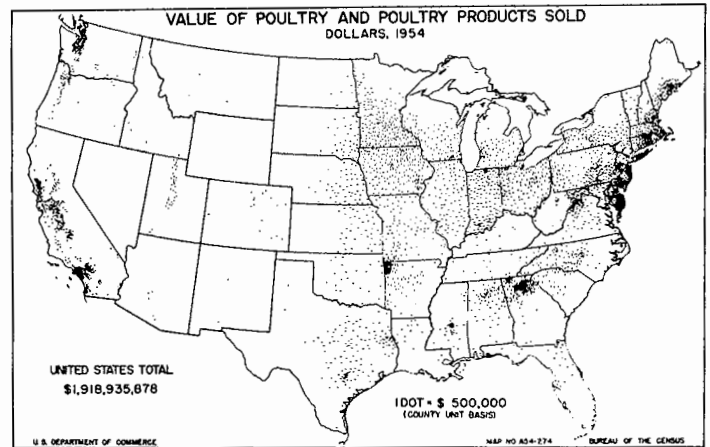 VALUE OF POULTRY AND POULTRY PRODUCTS SOLD
DOLLARS, 1954
UNITED STATES TOTAL
$1,918,935,878
1 DOT = $ 500,000
(COUNTY UNIT BASIS)
U. S. DEPARTMENT OF COMMERCE
MAP NO A54-274
BUREAU OF THE CENSUS